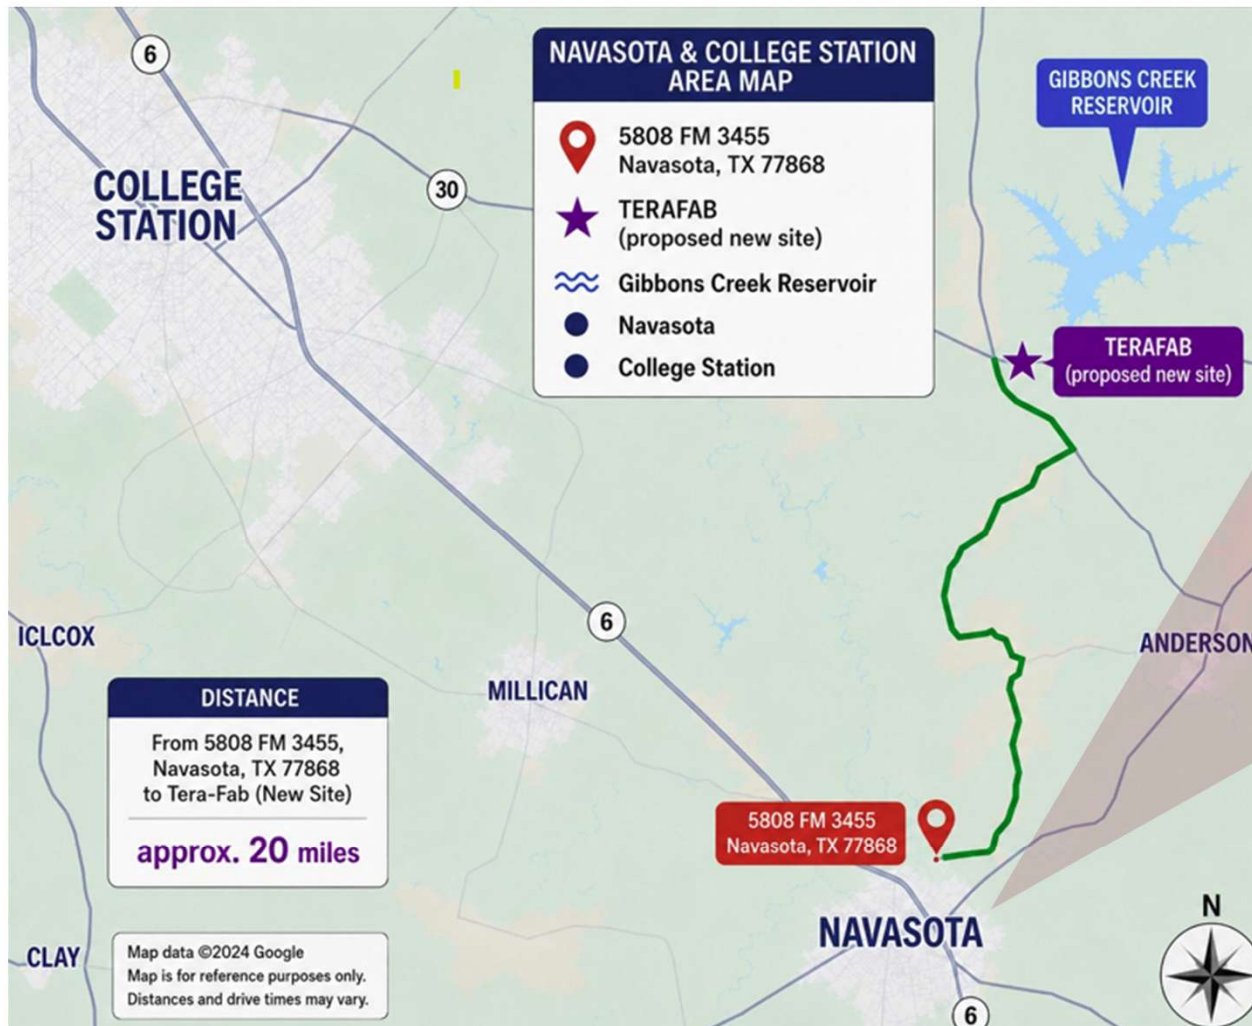 6
NAVASOTA & COLLEGE STATION
AREA MAP
5808 FM 3455
Navasota, TX 77868
TERAFAB
(proposed new site)
Gibbons Creek Reservoir
Navasota
College Station
GIBBONS CREEK
RESERVOIR
COLLEGE
STATION
30
TERAFAB
(proposed new site)
6
ICLCOX
ANDERSON
MILLICAN
DISTANCE
From 5808 FM 3455,
Navasota, TX 77868
to Tera-Fab (New Site)
approx. 20 miles
5808 FM 3455
Navasota, TX 77868
NAVASOTA
N
CLAY
Map data ©2024 Google
Map is for reference purposes only.
Distances and drive times may vary.
6